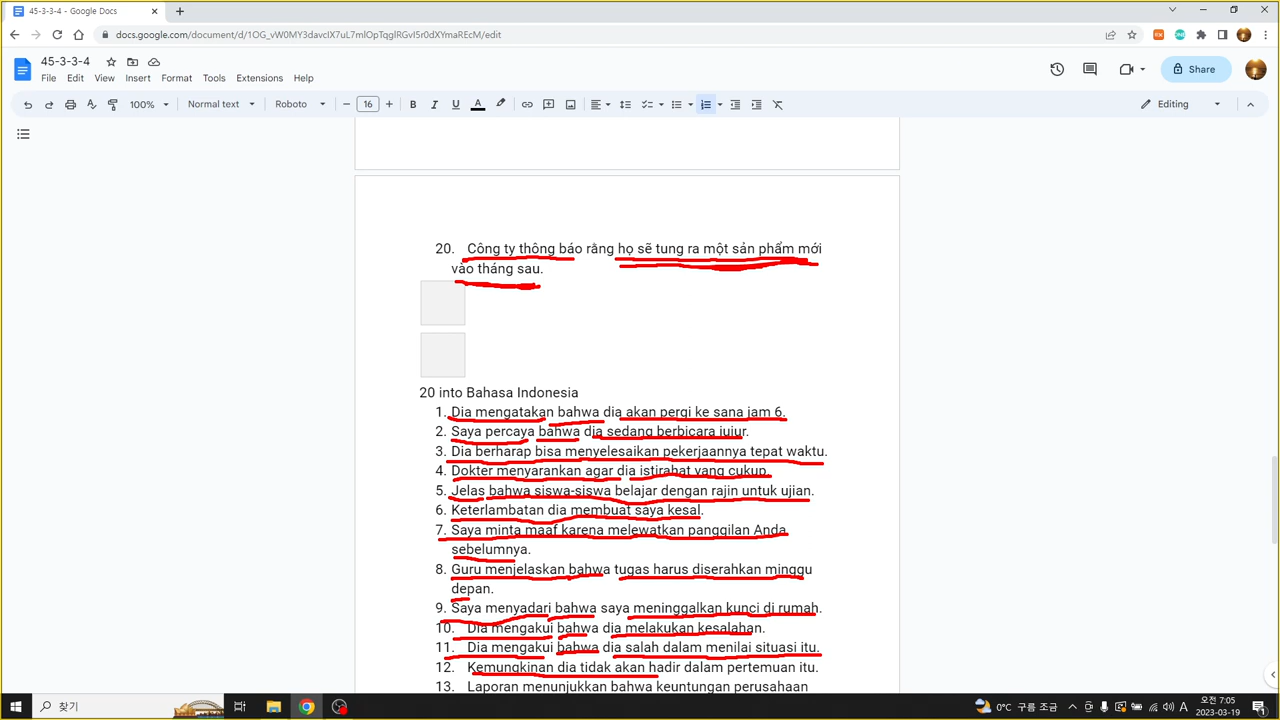 45-3-3-4 - Google Docs
docs.google.com/document/d/1OG_vW0MY3davcIX7uL7mlOpTqglRGvI5r0dXYmaREcM/edit
45-3-3-4
File Edit View Insert Format Tools Extensions Help
Share
100% Normal text Roboto 16 Editing
20. Công ty thông báo rằng họ sẽ tung ra một sản phẩm mới
vào tháng sau.
20 into Bahasa Indonesia
1. Dia mengatakan bahwa dia akan pergi ke sana jam 6.
2. Saya percaya bahwa dia sedang berbicara jujur.
3. Dia berharap bisa menyelesaikan pekerjaannya tepat waktu.
4. Dokter menyarankan agar dia istirahat yang cukup.
5. Jelas bahwa siswa-siswa belajar dengan rajin untuk ujian.
6. Keterlambatan dia membuat saya kesal.
7. Saya minta maaf karena melewatkan panggilan Anda
sebelumnya.
8. Guru menjelaskan bahwa tugas harus diserahkan minggu
depan.
9. Saya menyadari bahwa saya meninggalkan kunci di rumah.
10. Dia mengakui bahwa dia melakukan kesalahan.
11. Dia mengakui bahwa dia salah dalam menilai situasi itu.
12. Kemungkinan dia tidak akan hadir dalam pertemuan itu.
13. Laporan menunjukkan bahwa keuntungan perusahaan
찾기
0°C 구름 조금
A
오전 7:05
2023-03-19